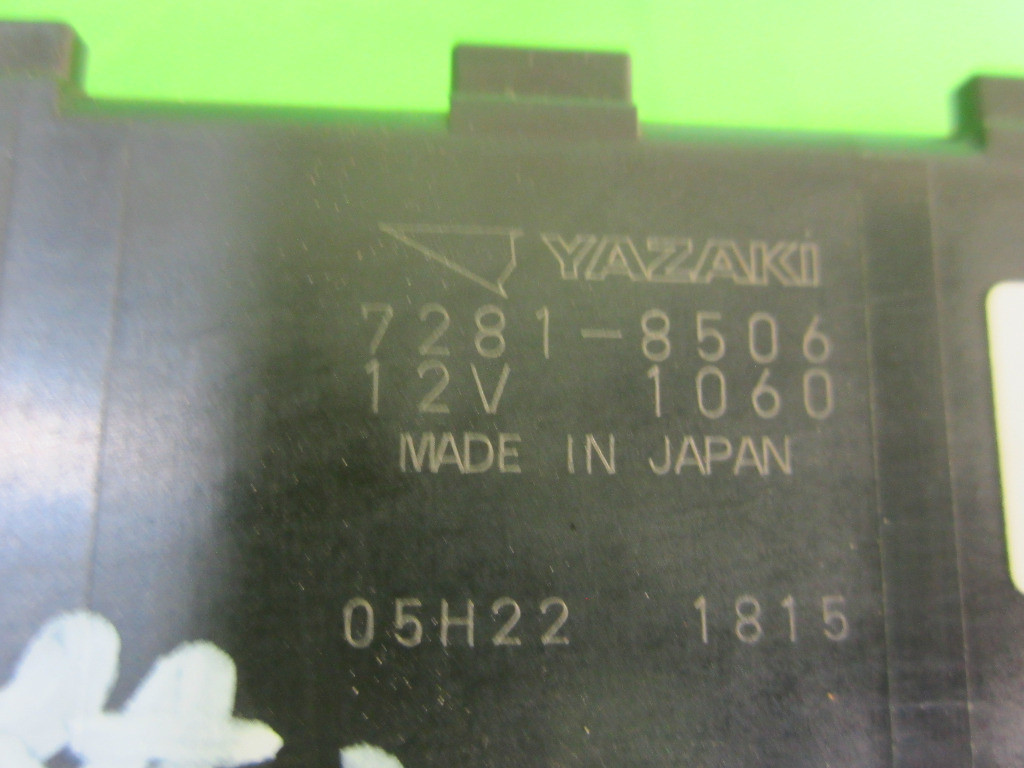 YAZAKI
7281-8506
12V 1060
MADE IN JAPAN
05H22 1815